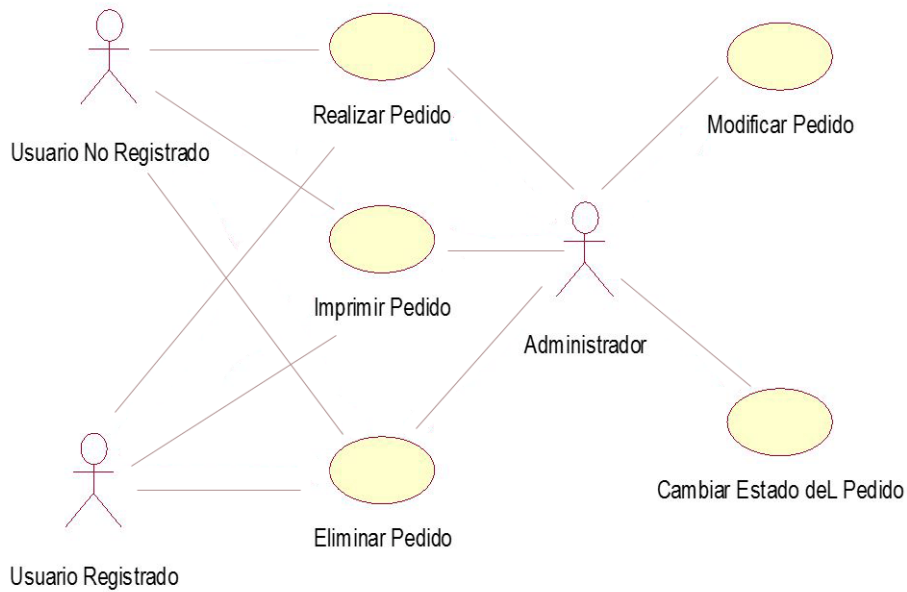 Realizar Pedido
Modificar Pedido
Usuario No Registrado
Imprimir Pedido
Administrador
Cambiar Estado deL Pedido
Eliminar Pedido
Usuario Registrado